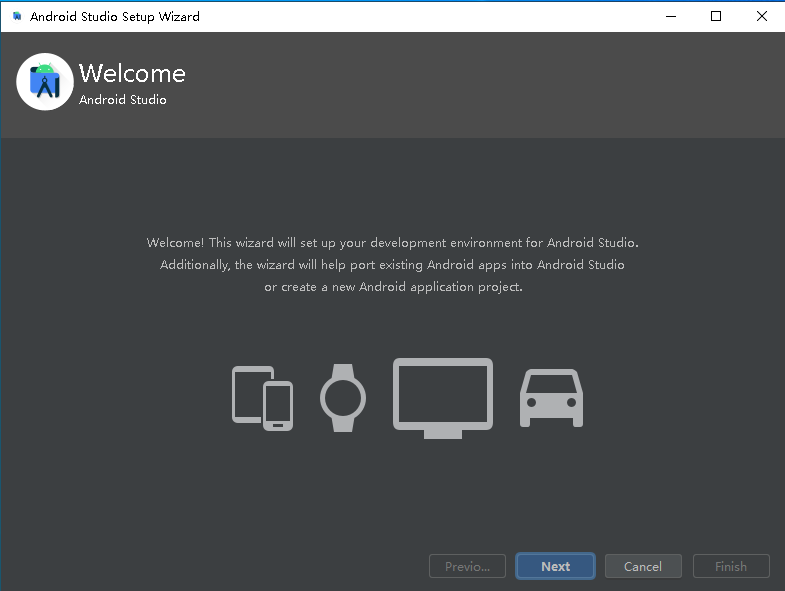 Android Studio Setup Wizard
Welcome
Android Studio
Welcome! This wizard will set up your development environment for Android Studio.
Additionally, the wizard will help port existing Android apps into Android Studio
or create a new Android application project.
Previo... Next Cancel Finish